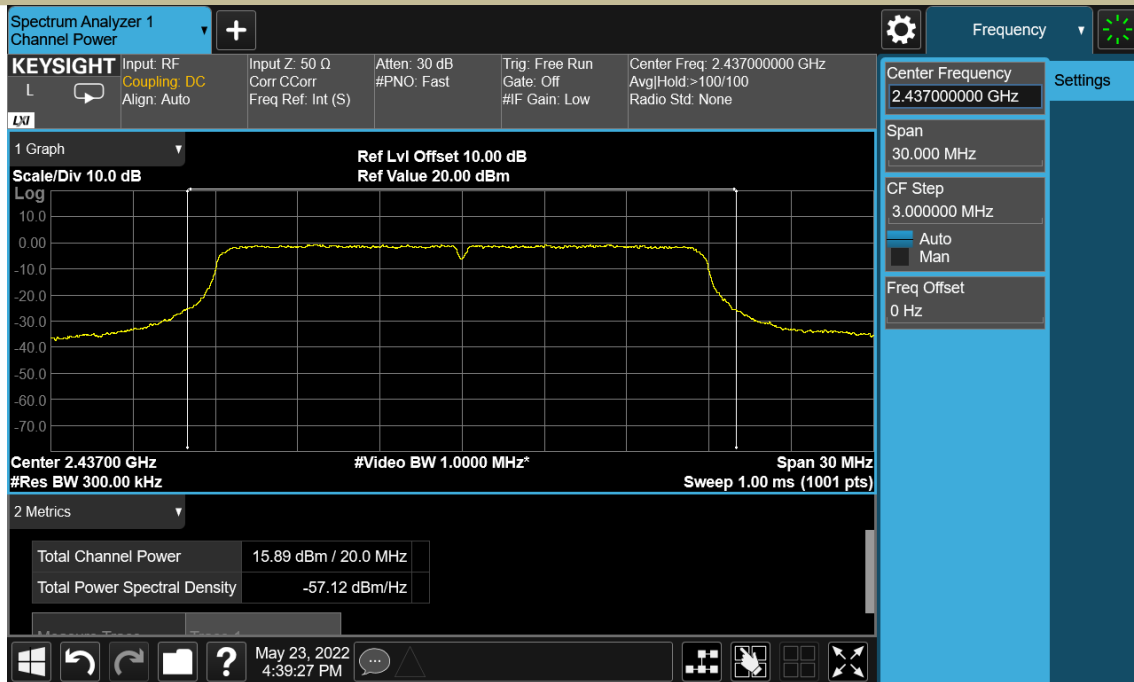 Spectrum Analyzer 1
Channel Power
Frequency
KEYSIGHT
L
LXI
Input: RF
Coupling: DC
Align: Auto
Input Z: 50 Ω
Corr CCorr
Freq Ref: Int (S)
Atten: 30 dB
#PNO: Fast
Trig: Free Run
Gate: Off
#IF Gain: Low
Center Freq: 2.437000000 GHz
Avg|Hold:>100/100
Radio Std: None
Center Frequency
2.437000000 GHz
Settings
Span
30.000 MHz
CF Step
3.000000 MHz
Auto
Man
Freq Offset
0 Hz
1 Graph
Scale/Div 10.0 dB
Ref Lvl Offset 10.00 dB
Ref Value 20.00 dBm
Log
10.0
0.00
-10.0
-20.0
-30.0
-40.0
-50.0
-60.0
-70.0
Center 2.43700 GHz
#Res BW 300.00 kHz
#Video BW 1.0000 MHz*
Span 30 MHz
Sweep 1.00 ms (1001 pts)
2 Metrics
Total Channel Power 15.89 dBm / 20.0 MHz
Total Power Spectral Density -57.12 dBm/Hz
?
May 23, 2022
4:39:27 PM